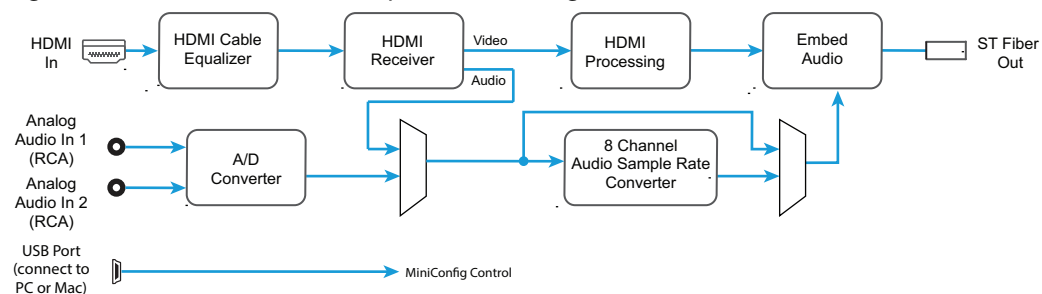 HDMI
In
HDMI Cable
Equalizer
HDMI
Receiver
Video
Audio
HDMI
Processing
Embed
Audio
ST Fiber
Out
Analog
Audio In 1
(RCA)
Analog
Audio In 2
(RCA)
A/D
Converter
8 Channel
Audio Sample Rate
Converter
USB Port
(connect to
PC or Mac)
MiniConfig Control